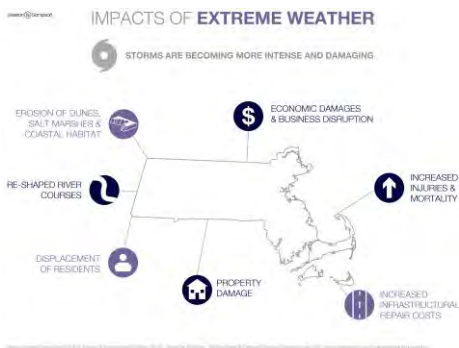 IMPACTS OF EXTREME WEATHER
STORMS ARE BECOMING MORE INTENSE AND DAMAGING
EROSION OF DUNES,
SALT MARSHES &
COASTAL HABITAT
ECONOMIC DAMAGES
& BUSINESS DISRUPTION
RE-SHAPED RIVER
COURSES
INCREASED
INJURIES &
MORTALITY
DISPLACEMENT
OF RESIDENTS
PROPERTY
DAMAGE
INCREASED
INFRASTRUCTURAL
REPAIR COSTS